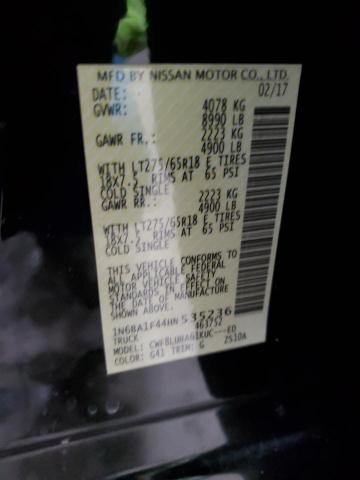 MFD BY NISSAN MOTOR CO., LTD.
DATE: 02/17
GVWR: 4078 KG
8990 LB
GAWR FR.: 2223 KG
4900 LB
WITH LT275/65R18 E TIRES
18X7.5 RIMS AT 65 PSI
COLD SINGLE
GAWR RR.: 2223 KG
4900 LB
WITH LT275/65R18 E TIRES
18X7.5 RIMS AT 65 PSI
COLD SINGLE
THIS VEHICLE CONFORMS TO
ALL APPLICABLE FEDERAL
MOTOR VEHICLE SAFETY
STANDARDS IN EFFECT ON
THE DATE OF MANUFACTURE
SHOWN ABOVE.
1N6BA1F44HN535236
TRUCK 463752
MODEL: ED
COLOR: G41 TRIM: G